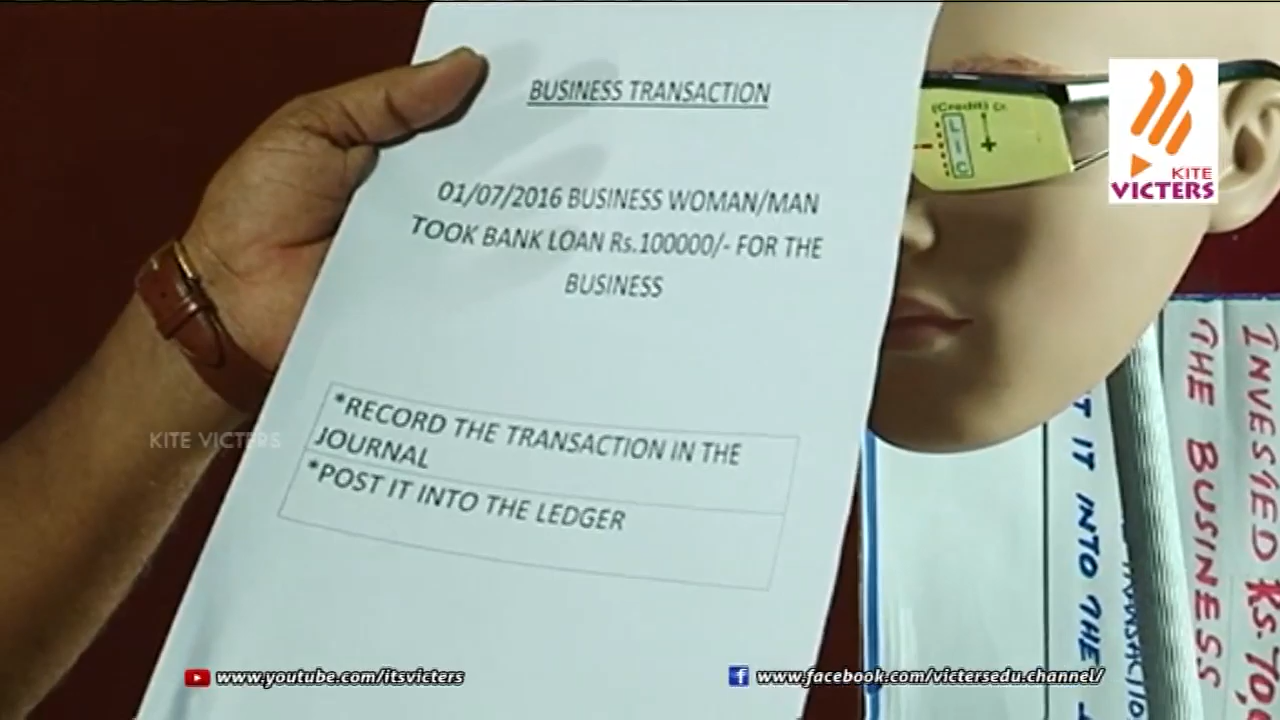 BUSINESS TRANSACTION
01/07/2016 BUSINESS WOMAN/MAN
TOOK BANK LOAN Rs.100000/- FOR THE
BUSINESS
*RECORD THE TRANSACTION IN THE
JOURNAL
*POST IT INTO THE LEDGER
(Credit) Cr
L I C
+
KITE
VICTERS
KITE VICTERS
INVESTED Rs.
THE BUSINESS
IT INTO THE
www.youtube.com/itsvicters
www.facebook.com/victersedu.channel/